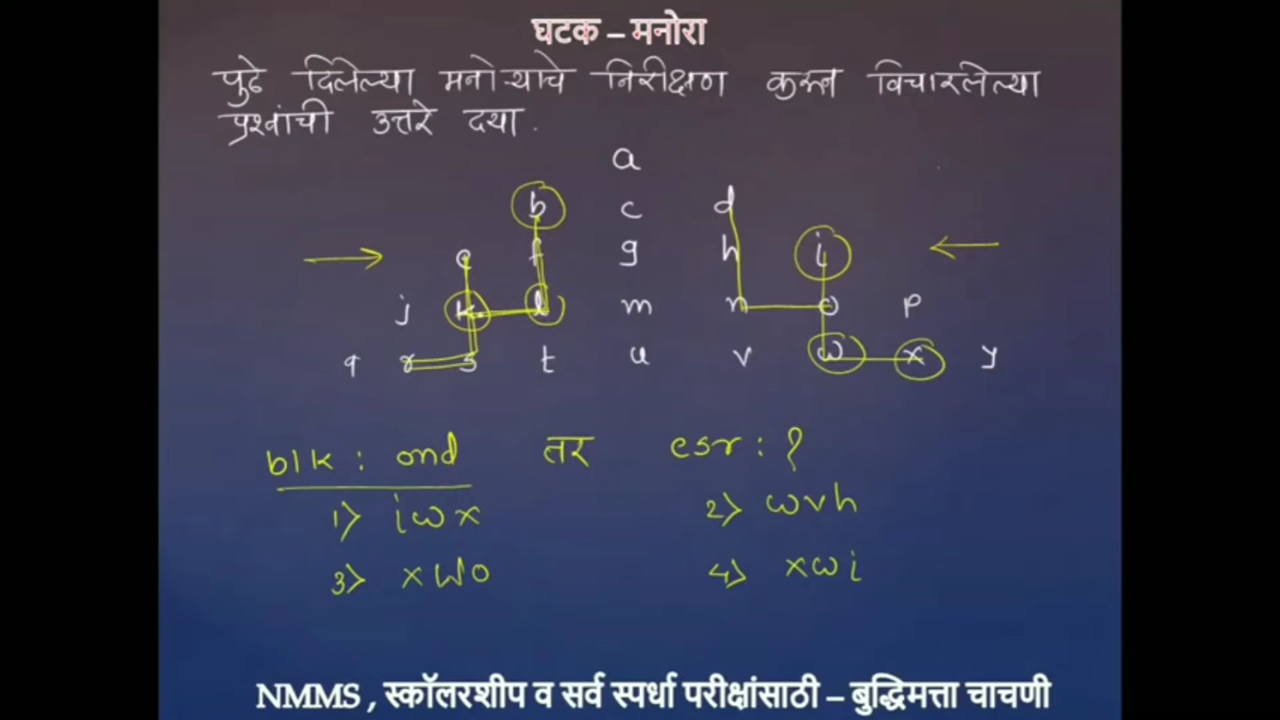 घटक – मनोरा
पुढे दिलेल्या मनोऱ्याचे निरीक्षण करून विचारलेल्या
प्रश्नांची उत्तरे दया.
a
b c d
e f g h i
j k l m n o p
q r s t u v w x y
blk : ond तर esr : ?
1) iwx 2) wvh
3) xwo 4) xwi
NMMS , स्कॉलरशीप व सर्व स्पर्धा परीक्षांसाठी – बुद्धिमत्ता चाचणी